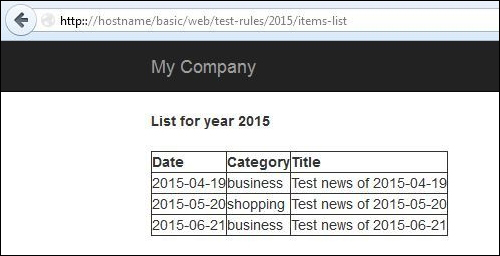 http:://hostname/basic/web/test-rules/2015/items-list
My Company
List for year 2015
Date Category Title
2015-04-19 business Test news of 2015-04-19
2015-05-20 shopping Test news of 2015-05-20
2015-06-21 business Test news of 2015-06-21